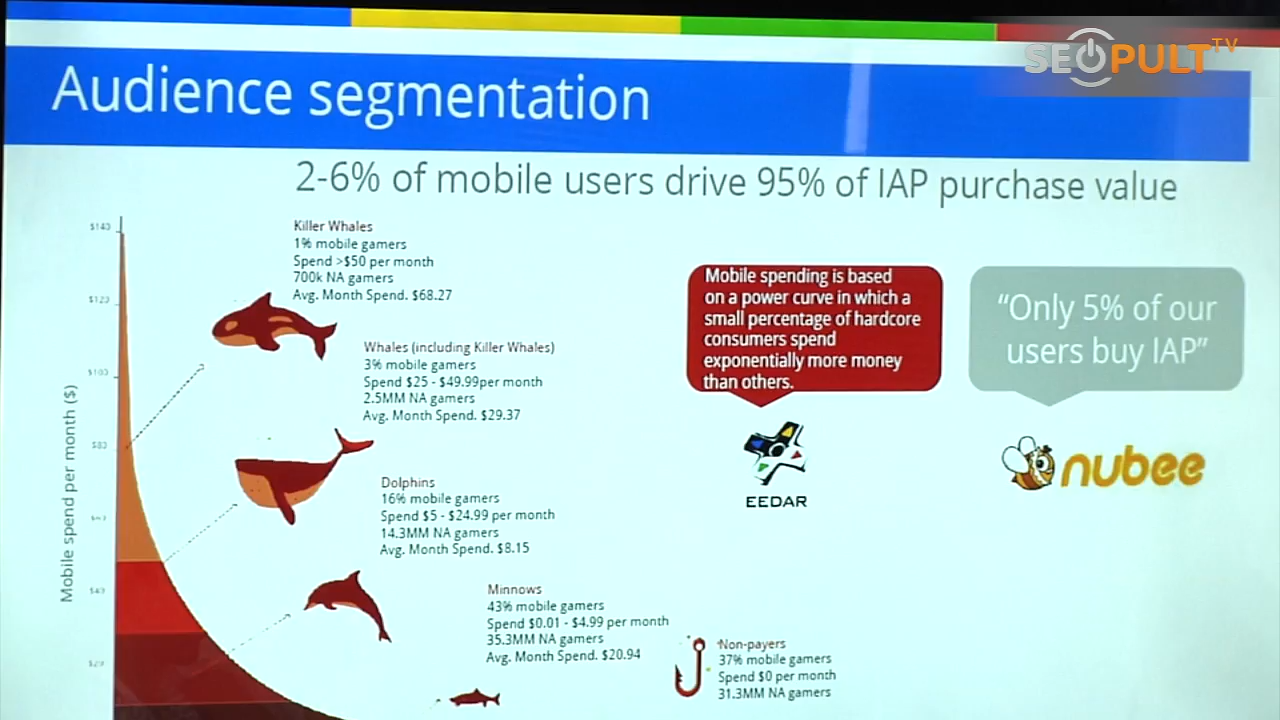 SEOPULT TV
Audience segmentation
2-6% of mobile users drive 95% of IAP purchase value
$140
$120
$100
$80
$60
$40
$20
Mobile spend per month ($)
Killer Whales
1% mobile gamers
Spend >$50 per month
700k NA gamers
Avg. Month Spend. $68.27
Whales (including Killer Whales)
3% mobile gamers
Spend $25 - $49.99per month
2.5MM NA gamers
Avg. Month Spend. $29.37
Dolphins
16% mobile gamers
Spend $5 - $24.99 per month
14.3MM NA gamers
Avg. Month Spend. $8.15
Minnows
43% mobile gamers
Spend $0.01 - $4.99 per month
35.3MM NA gamers
Avg. Month Spend. $20.94
Non-payers
37% mobile gamers
Spend $0 per month
31.3MM NA gamers
Mobile spending is based
on a power curve in which a
small percentage of hardcore
consumers spend
exponentially more money
than others.
EEDAR
“Only 5% of our
users buy IAP”
nubee